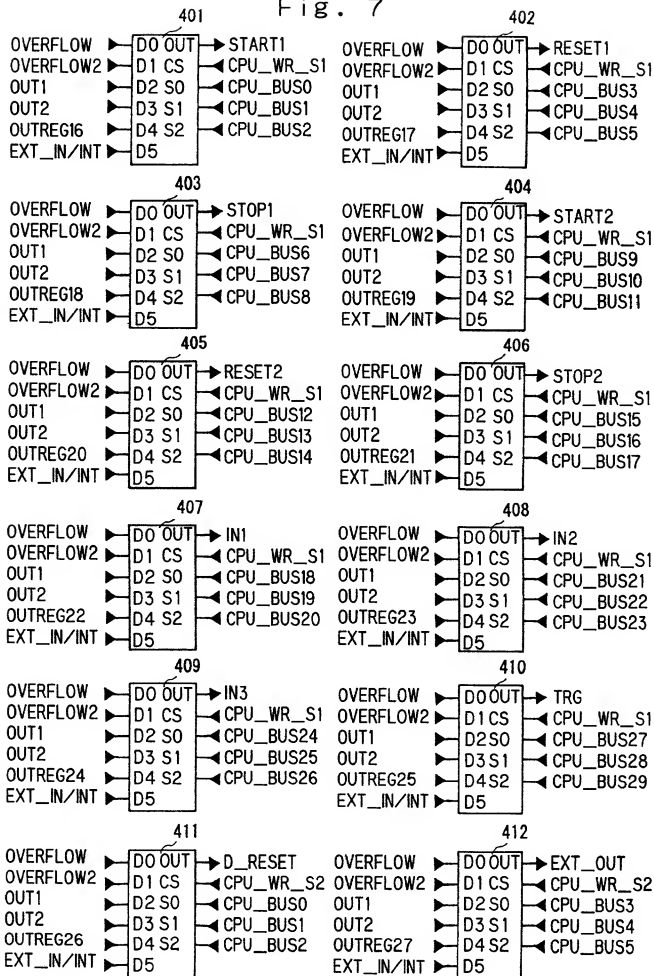 Fig. 7
401
OVERFLOW D0 OUT START1
OVERFLOW2 D1 CS CPU_WR_S1
OUT1 D2 S0 CPU_BUS0
OUT2 D3 S1 CPU_BUS1
OUTREG16 D4 S2 CPU_BUS2
EXT_IN/INT D5
402
OVERFLOW D0 OUT RESET1
OVERFLOW2 D1 CS CPU_WR_S1
OUT1 D2 S0 CPU_BUS3
OUT2 D3 S1 CPU_BUS4
OUTREG17 D4 S2 CPU_BUS5
EXT_IN/INT D5
403
OVERFLOW D0 OUT STOP1
OVERFLOW2 D1 CS CPU_WR_S1
OUT1 D2 S0 CPU_BUS6
OUT2 D3 S1 CPU_BUS7
OUTREG18 D4 S2 CPU_BUS8
EXT_IN/INT D5
404
OVERFLOW D0 OUT START2
OVERFLOW2 D1 CS CPU_WR_S1
OUT1 D2 S0 CPU_BUS9
OUT2 D3 S1 CPU_BUS10
OUTREG19 D4 S2 CPU_BUS11
EXT_IN/INT D5
405
OVERFLOW D0 OUT RESET2
OVERFLOW2 D1 CS CPU_WR_S1
OUT1 D2 S0 CPU_BUS12
OUT2 D3 S1 CPU_BUS13
OUTREG20 D4 S2 CPU_BUS14
EXT_IN/INT D5
406
OVERFLOW D0 OUT STOP2
OVERFLOW2 D1 CS CPU_WR_S1
OUT1 D2 S0 CPU_BUS15
OUT2 D3 S1 CPU_BUS16
OUTREG21 D4 S2 CPU_BUS17
EXT_IN/INT D5
407
OVERFLOW D0 OUT IN1
OVERFLOW2 D1 CS CPU_WR_S1
OUT1 D2 S0 CPU_BUS18
OUT2 D3 S1 CPU_BUS19
OUTREG22 D4 S2 CPU_BUS20
EXT_IN/INT D5
408
OVERFLOW D0 OUT IN2
OVERFLOW2 D1 CS CPU_WR_S1
OUT1 D2 S0 CPU_BUS21
OUT2 D3 S1 CPU_BUS22
OUTREG23 D4 S2 CPU_BUS23
EXT_IN/INT D5
409
OVERFLOW D0 OUT IN3
OVERFLOW2 D1 CS CPU_WR_S1
OUT1 D2 S0 CPU_BUS24
OUT2 D3 S1 CPU_BUS25
OUTREG24 D4 S2 CPU_BUS26
EXT_IN/INT D5
410
OVERFLOW D0 OUT TRG
OVERFLOW2 D1 CS CPU_WR_S1
OUT1 D2 S0 CPU_BUS27
OUT2 D3 S1 CPU_BUS28
OUTREG25 D4 S2 CPU_BUS29
EXT_IN/INT D5
411
OVERFLOW D0 OUT D_RESET
OVERFLOW2 D1 CS CPU_WR_S2
OUT1 D2 S0 CPU_BUS0
OUT2 D3 S1 CPU_BUS1
OUTREG26 D4 S2 CPU_BUS2
EXT_IN/INT D5
412
OVERFLOW D0 OUT EXT_OUT
OVERFLOW2 D1 CS CPU_WR_S2
OUT1 D2 S0 CPU_BUS3
OUT2 D3 S1 CPU_BUS4
OUTREG27 D4 S2 CPU_BUS5
EXT_IN/INT D5